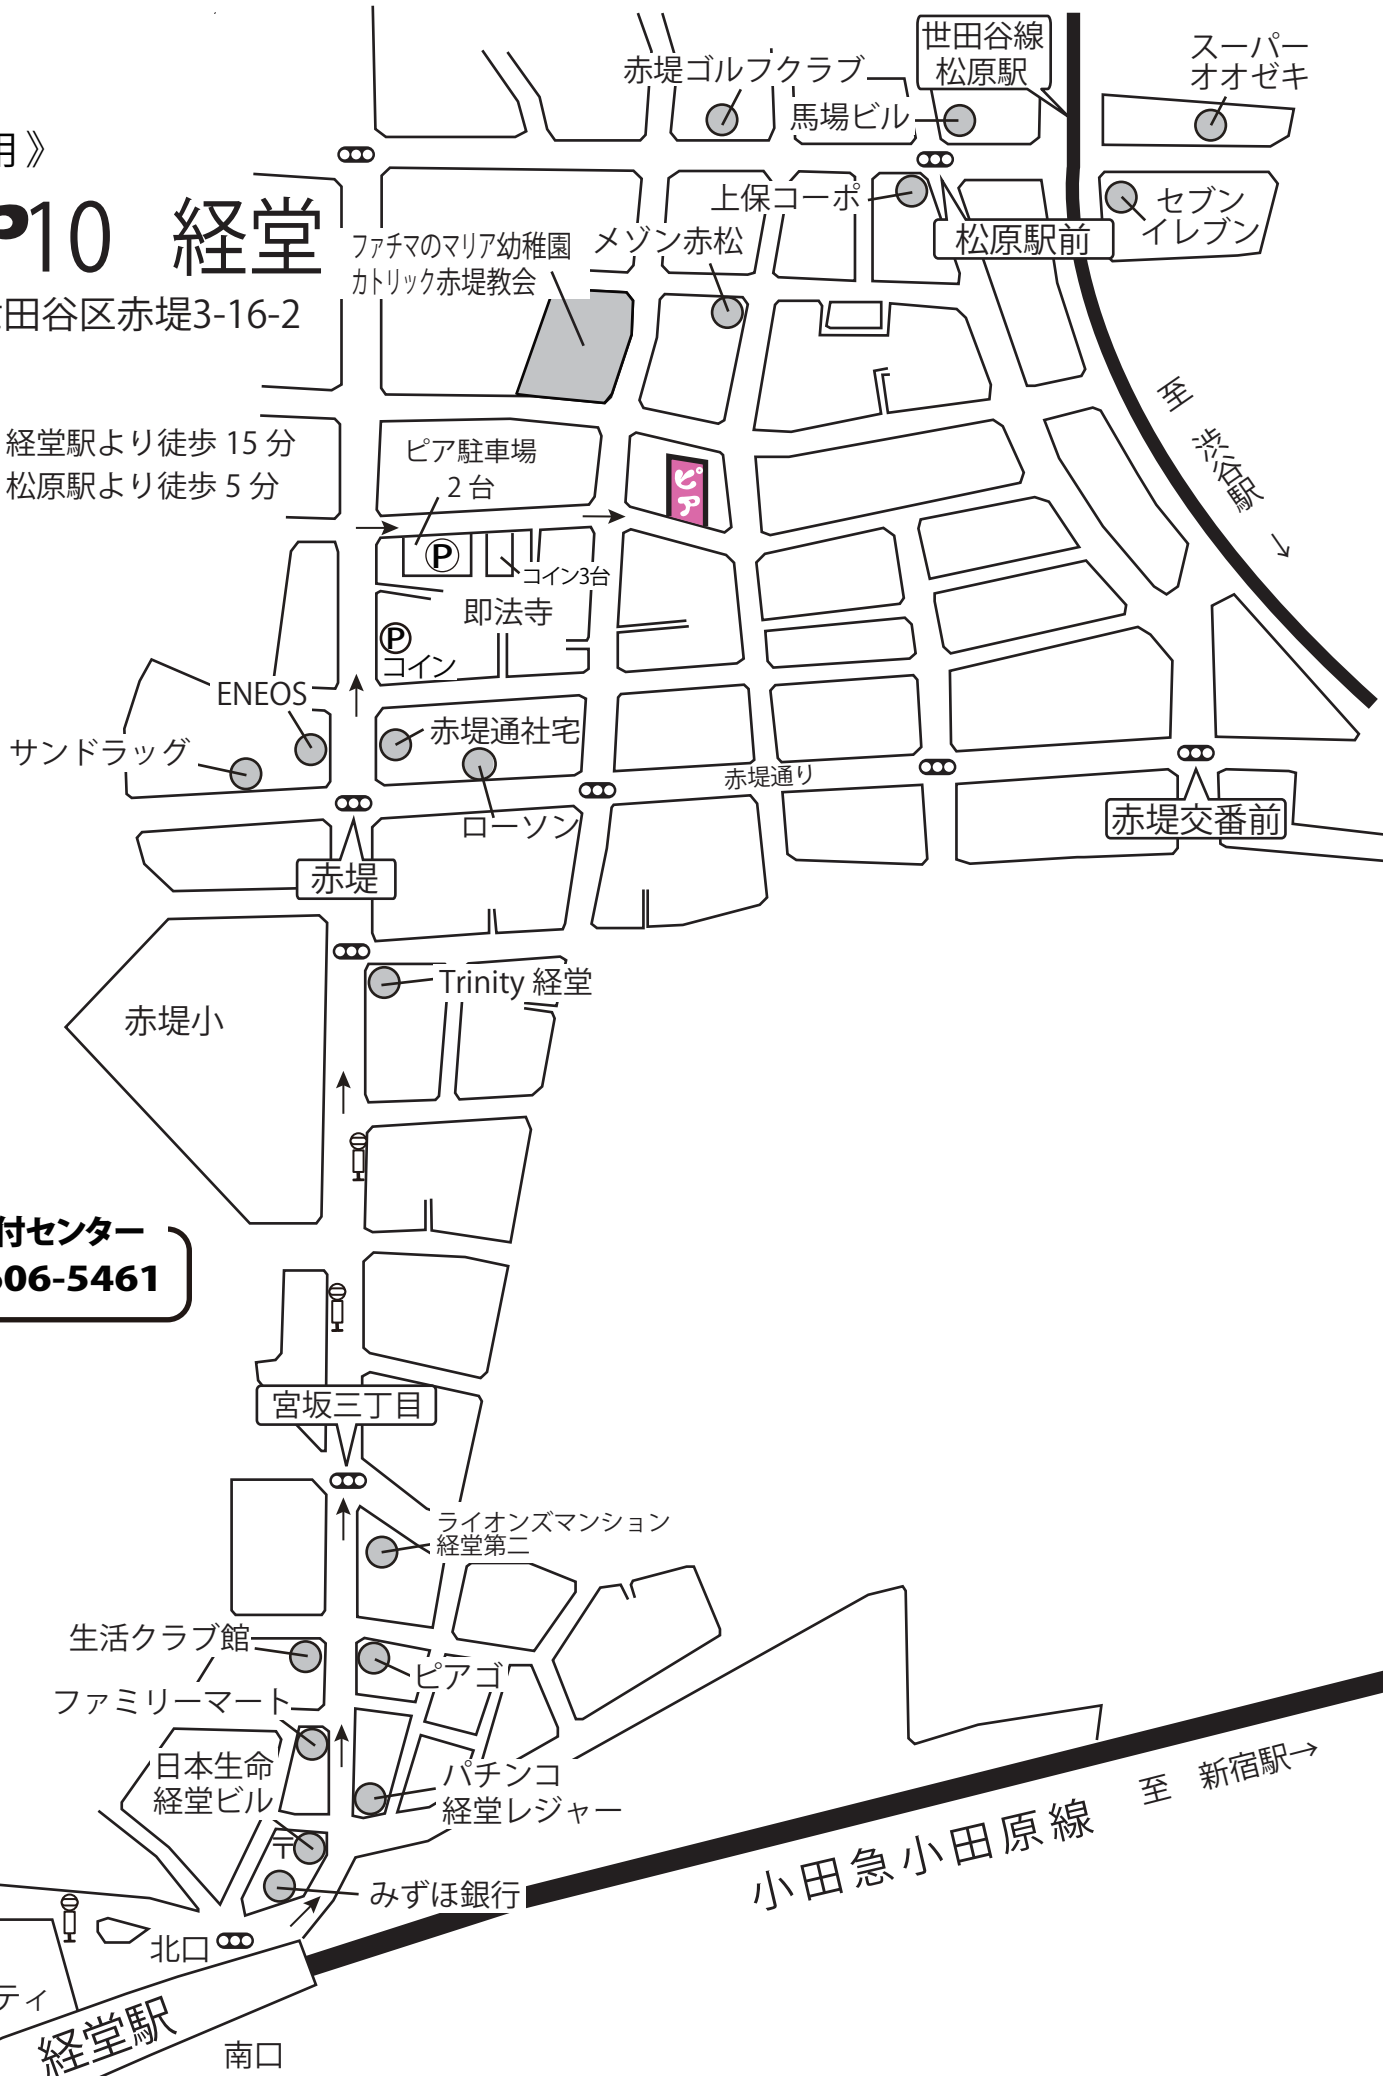 世田谷線
松原駅
スーパー
オオゼキ
赤堤ゴルフクラブ
馬場ビル
用》
P10 経堂
上保コーポ
セブン
イレブン
松原駅前
ファチマのマリア幼稚園
カトリック赤堤教会
メゾン赤松
世田谷区赤堤3-16-2
至 渋谷駅→
経堂駅より徒歩 15 分
松原駅より徒歩 5 分
ピア駐車場
2 台
ピア
P
コイン3台
即法寺
P
コイン
ENEOS
赤堤通社宅
サンドラッグ
赤堤通り
ローソン
赤堤交番前
赤堤
Trinity 経堂
赤堤小
付センター
606-5461
宮坂三丁目
ライオンズマンション
経堂第二
生活クラブ館
ピアゴ
ファミリーマート
日本生命
経堂ビル
パチンコ
経堂レジャー
〒
みずほ銀行
至 新宿駅→
小田急小田原線
北口
ティ
経堂駅
南口